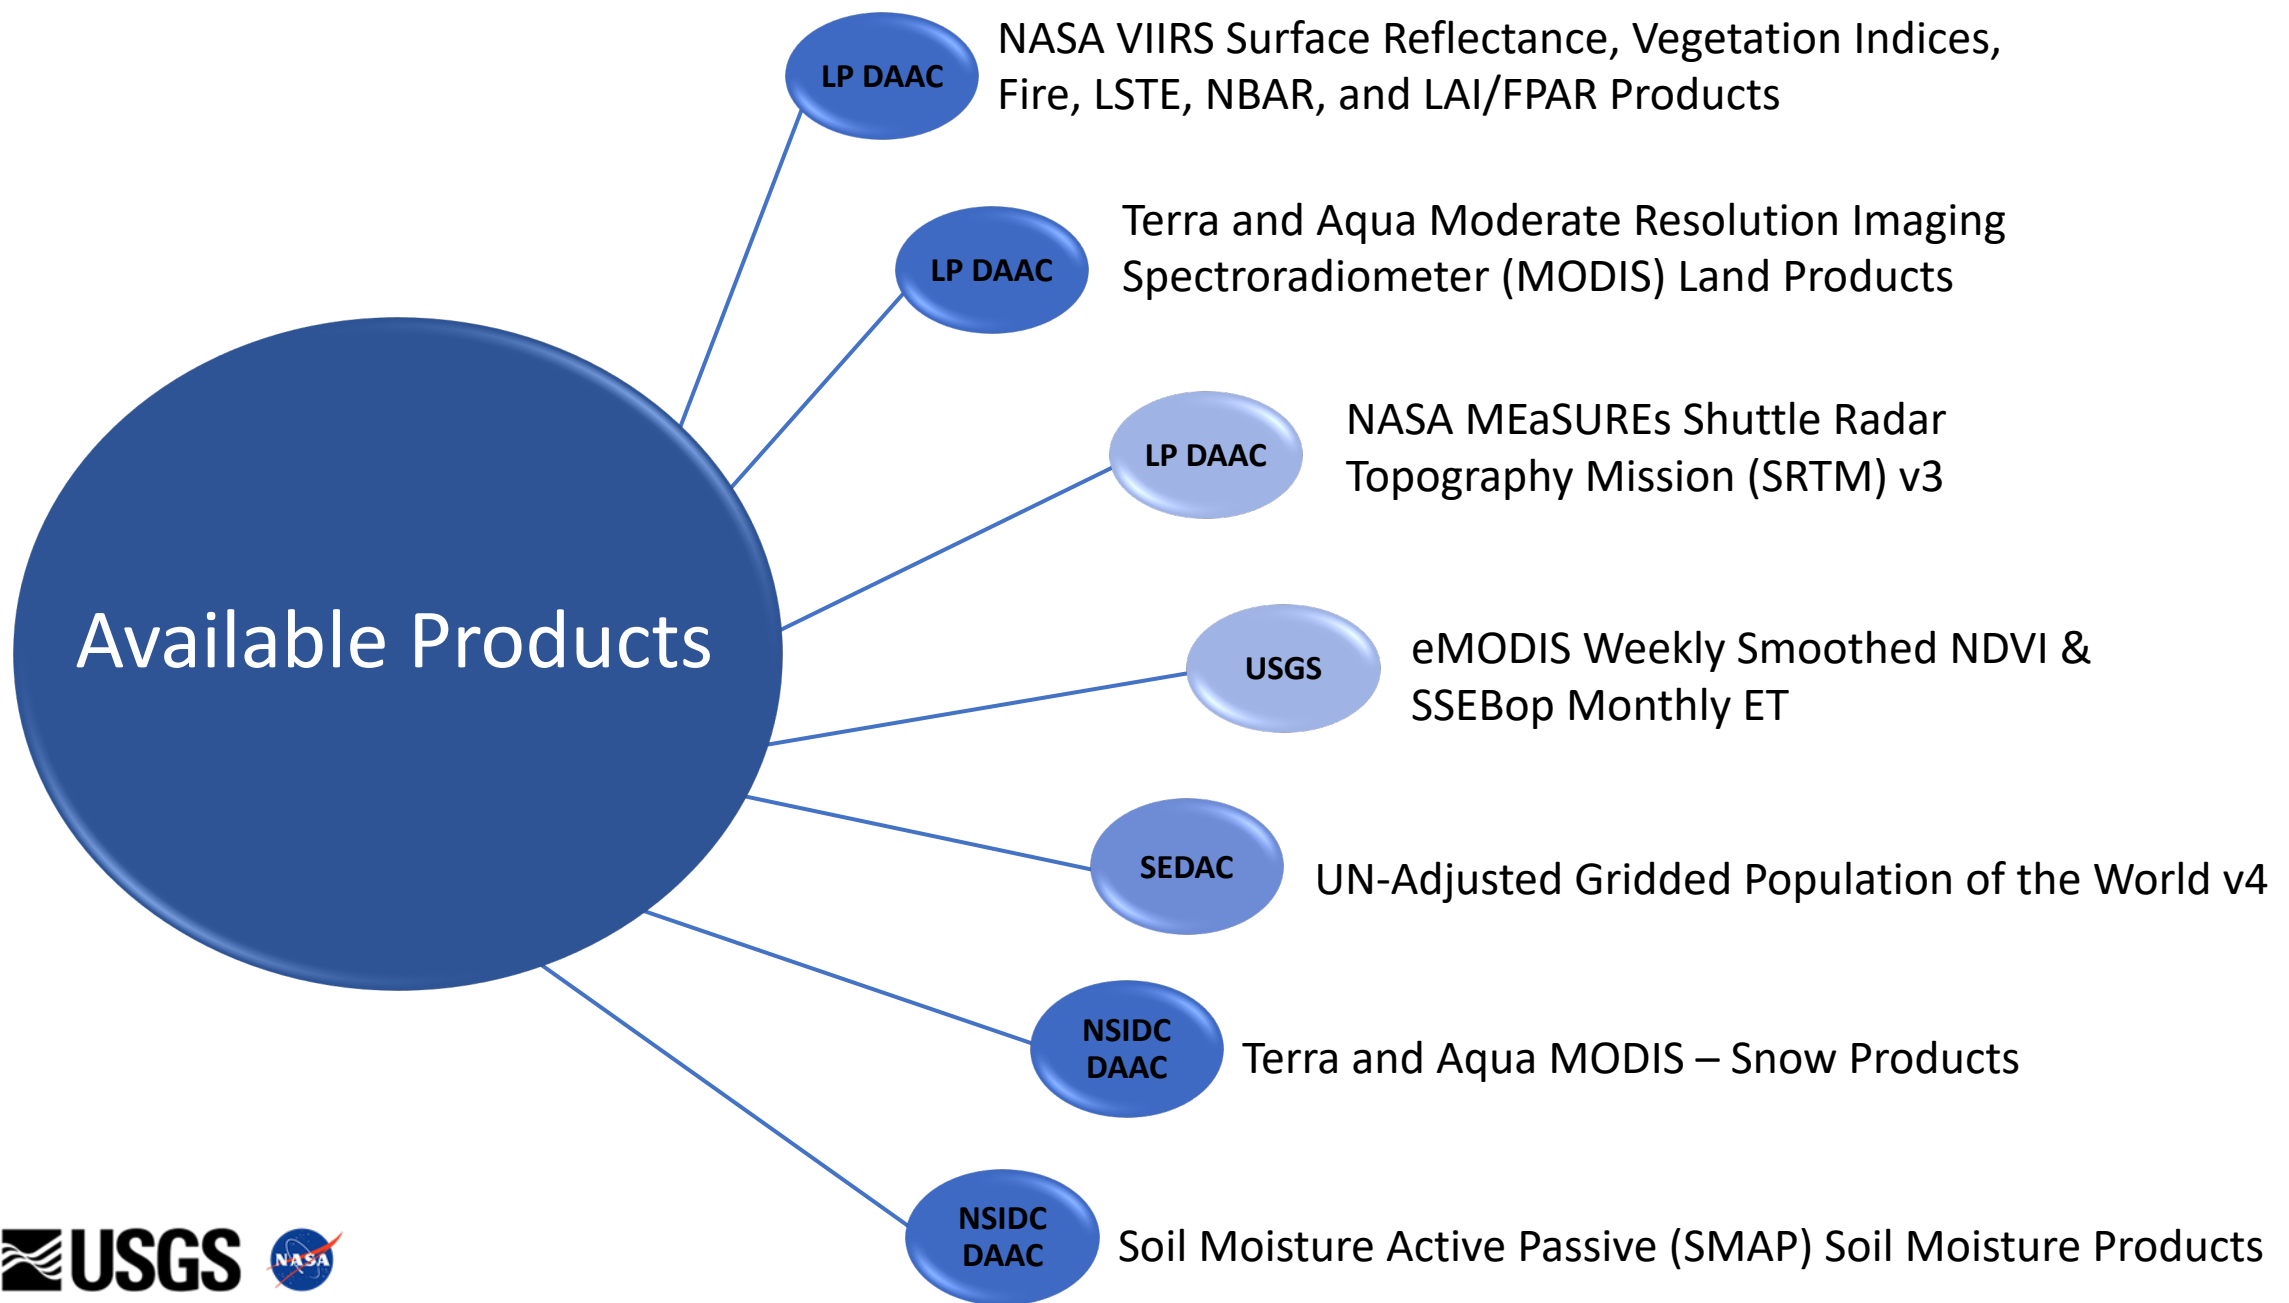 LP DAAC
NASA VIIRS Surface Reflectance, Vegetation Indices,
Fire, LSTE, NBAR, and LAI/FPAR Products
LP DAAC
Terra and Aqua Moderate Resolution Imaging
Spectroradiometer (MODIS) Land Products
LP DAAC
NASA MEaSUREs Shuttle Radar
Topography Mission (SRTM) v3
Available Products
USGS
eMODIS Weekly Smoothed NDVI &
SSEBop Monthly ET
SEDAC
UN-Adjusted Gridded Population of the World v4
NSIDC
DAAC
Terra and Aqua MODIS – Snow Products
NSIDC
DAAC
Soil Moisture Active Passive (SMAP) Soil Moisture Products
USGS
NASA